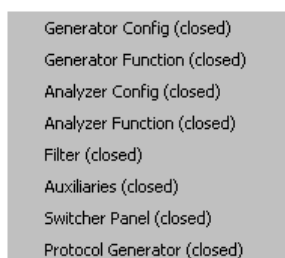 Generator Config (closed)
Generator Function (closed)
Analyzer Config (closed)
Analyzer Function (closed)
Filter (closed)
Auxiliaries (closed)
Switcher Panel (closed)
Protocol Generator (closed)